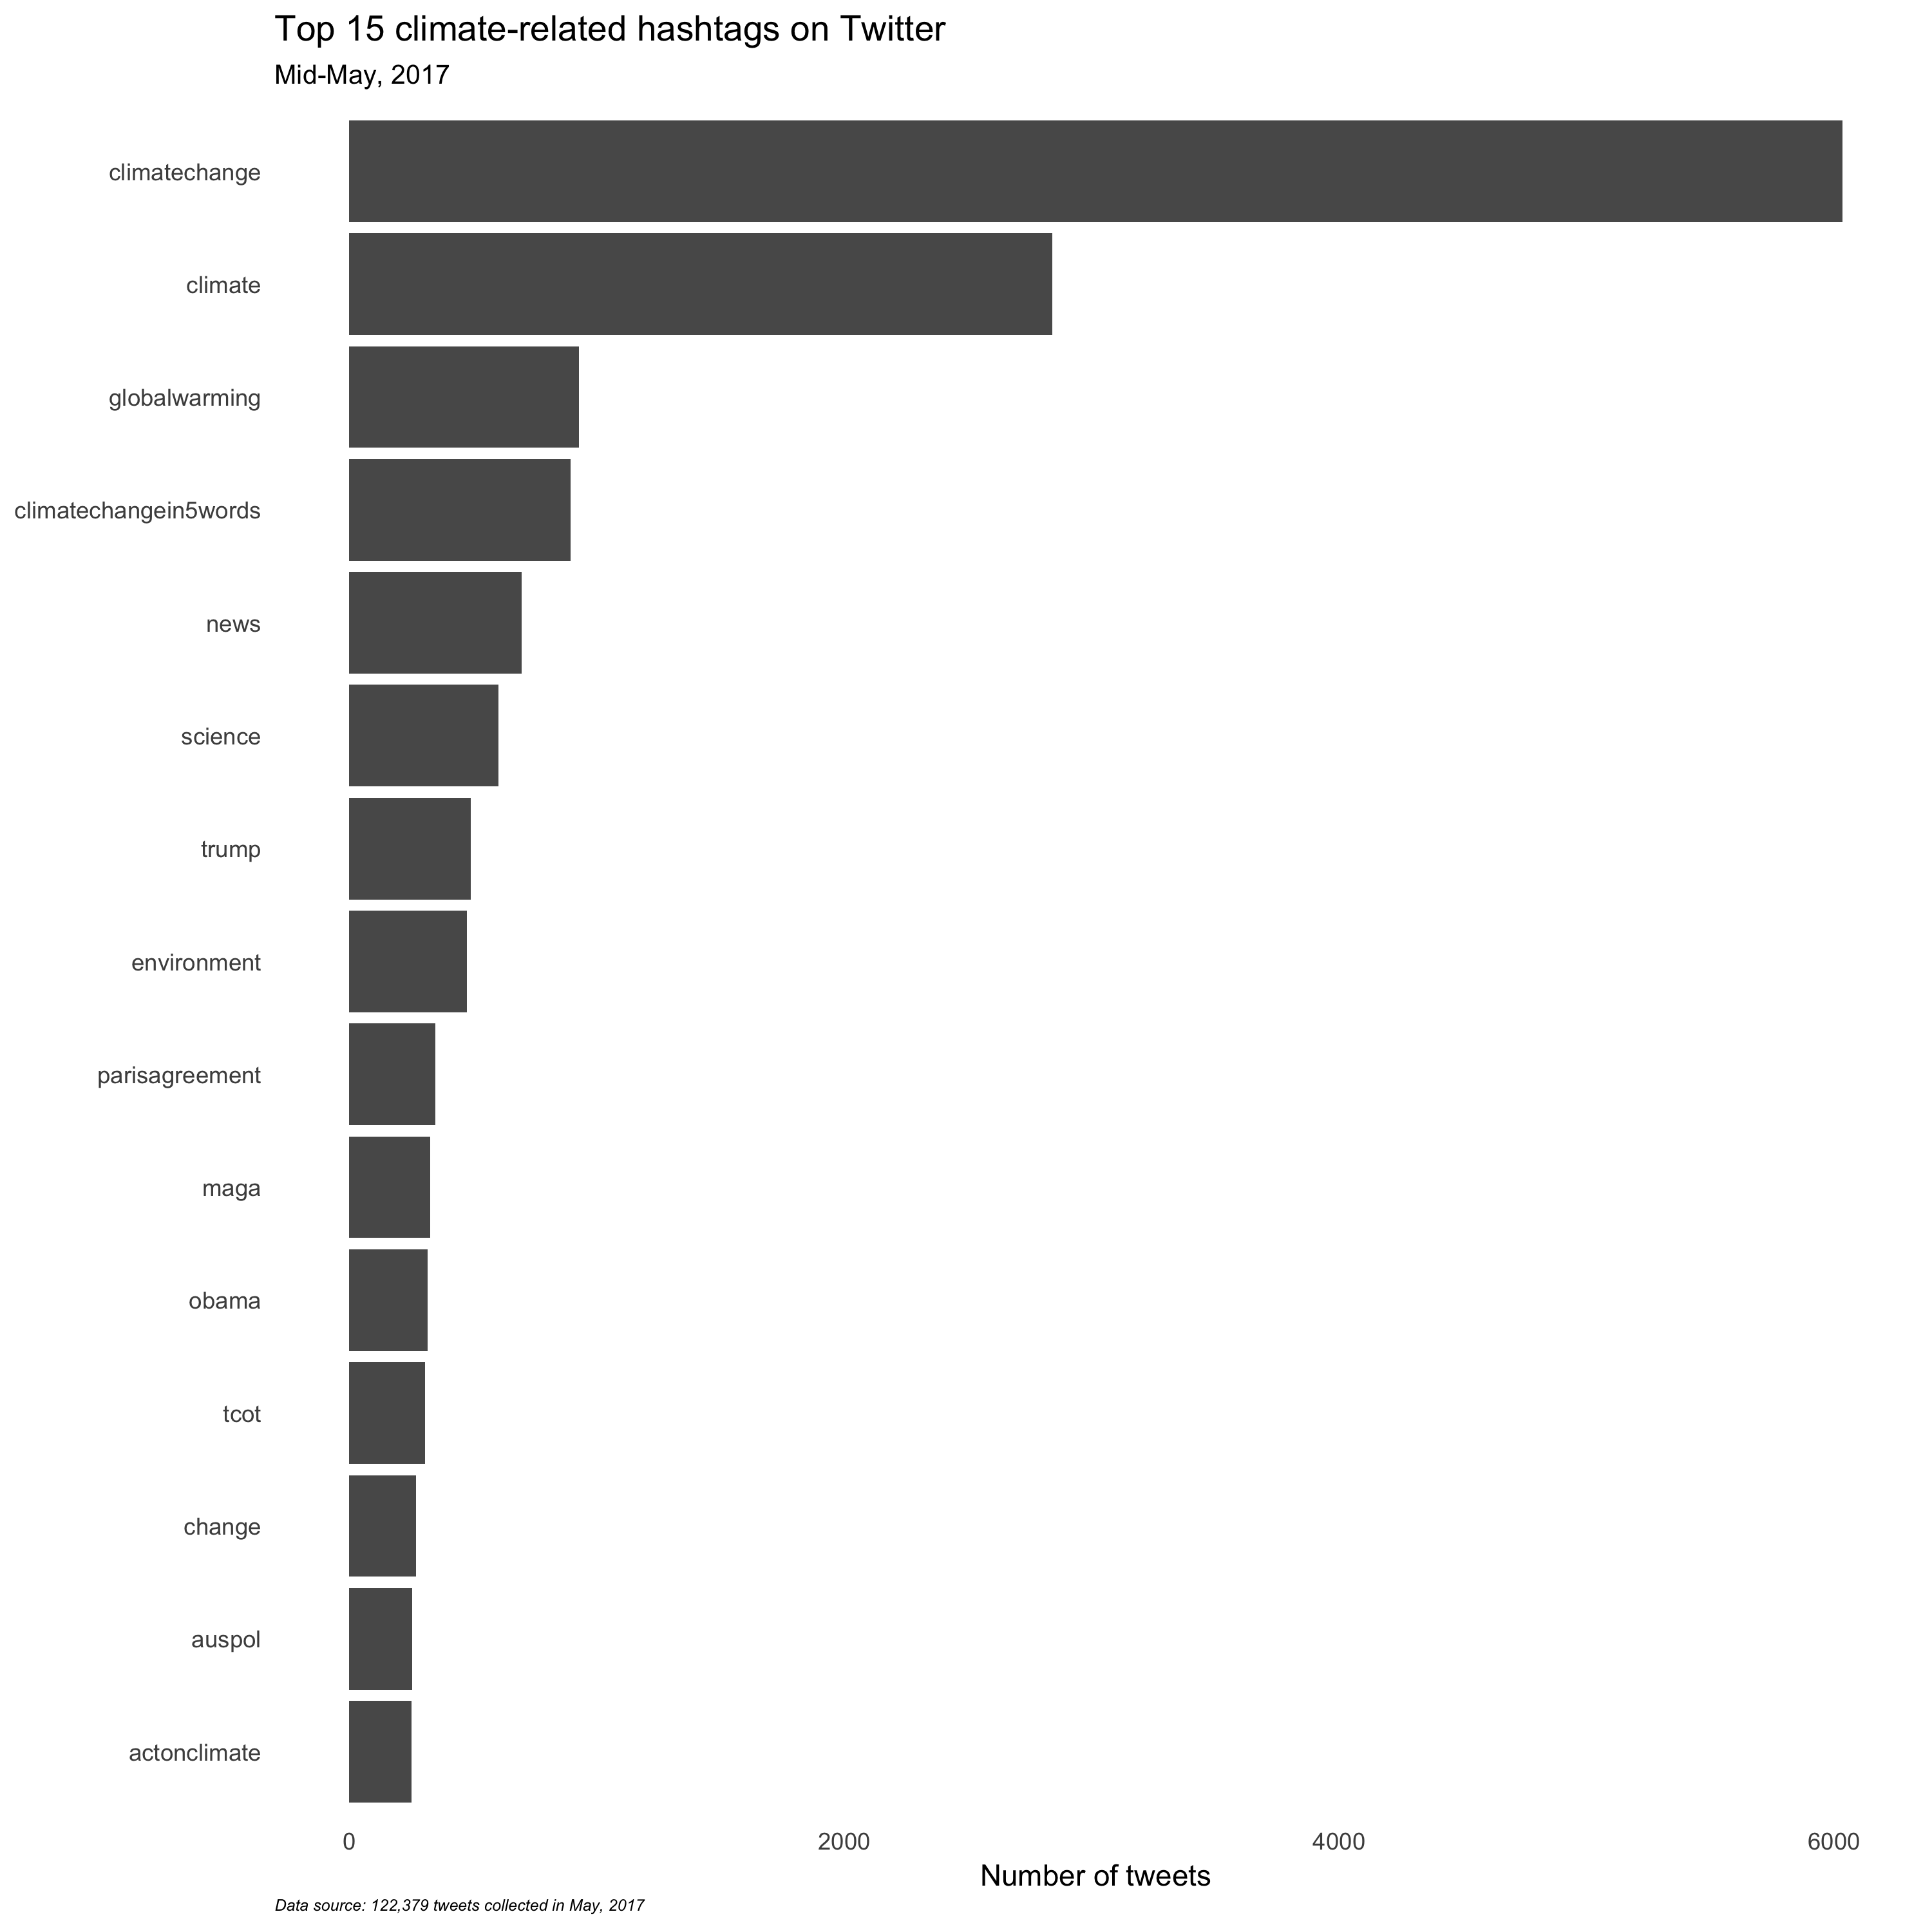 Top 15 climate-related hashtags on Twitter
Mid-May, 2017
climatechange
climate
globalwarming
climatechangein5words
news
science
trump
environment
parisagreement
maga
obama
tcot
change
auspol
actonclimate
0 2000 4000 6000
Number of tweets
Data source: 122,379 tweets collected in May, 2017